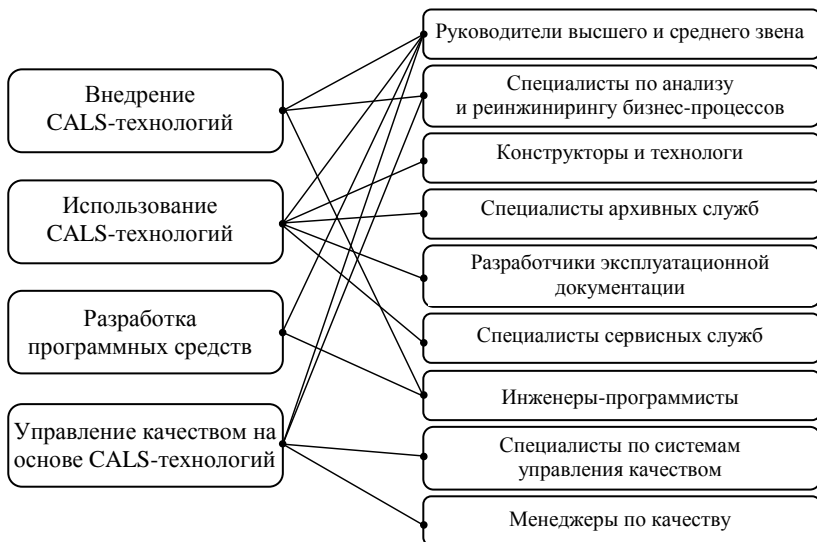 Внедрение
CALS-технологий
Использование
CALS-технологий
Разработка
программных средств
Управление качеством на
основе CALS-технологий
Руководители высшего и среднего звена
Специалисты по анализу
и реинжинирингу бизнес-процессов
Конструкторы и технологи
Специалисты архивных служб
Разработчики эксплуатационной
документации
Специалисты сервисных служб
Инженеры-программисты
Специалисты по системам
управления качеством
Менеджеры по качеству